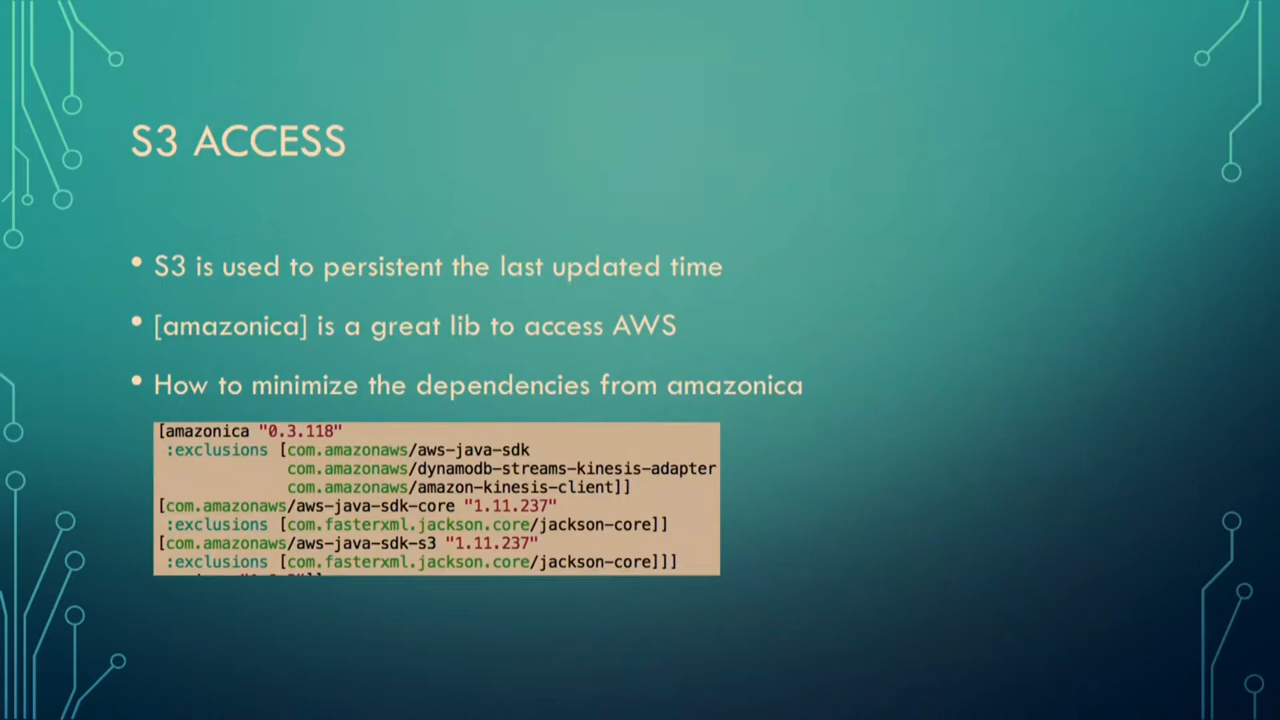 S3 ACCESS
• S3 is used to persistent the last updated time
• [amazonica] is a great lib to access AWS
• How to minimize the dependencies from amazonica
[amazonica "0.3.118"
:exclusions [com.amazonaws/aws-java-sdk
com.amazonaws/dynamodb-streams-kinesis-adapter
com.amazonaws/amazon-kinesis-client]]
[com.amazonaws/aws-java-sdk-core "1.11.237"
:exclusions [com.fasterxml.jackson.core/jackson-core]]
[com.amazonaws/aws-java-sdk-s3 "1.11.237"
:exclusions [com.fasterxml.jackson.core/jackson-core]]]